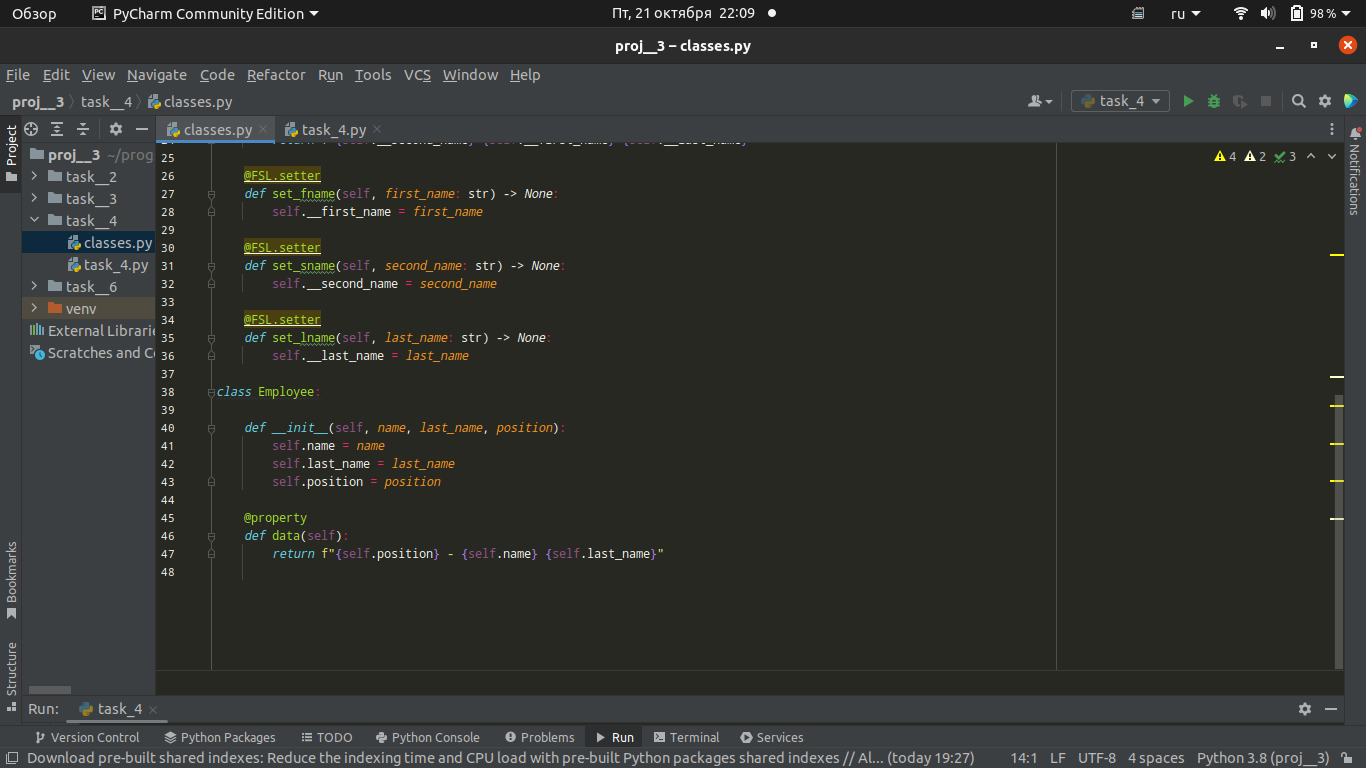 Обзор PyCharm Community Edition Пт, 21 октября 22:09 ru 98 %
proj__3 – classes.py
File Edit View Navigate Code Refactor Run Tools VCS Window Help
proj__3 task__4 classes.py task_4
Project classes.py task_4.py
proj__3 ~/prog
task__2
task__3
task__4
classes.py
task_4.py
task__6
venv
External Librarie
Scratches and Co
4 2 3
25
26 @FSL.setter
27 def set_fname(self, first_name: str) -> None:
28 self.__first_name = first_name
29
30 @FSL.setter
31 def set_sname(self, second_name: str) -> None:
32 self.__second_name = second_name
33
34 @FSL.setter
35 def set_lname(self, last_name: str) -> None:
36 self.__last_name = last_name
37
38 class Employee:
39
40 def __init__(self, name, last_name, position):
41 self.name = name
42 self.last_name = last_name
43 self.position = position
44
45 @property
46 def data(self):
47 return f"{self.position} - {self.name} {self.last_name}"
48
Notifications
Bookmarks
Structure
Run: task_4
Version Control Python Packages TODO Python Console Problems Run Terminal Services
Download pre-built shared indexes: Reduce the indexing time and CPU load with pre-built Python packages shared indexes // Al... (today 19:27) 14:1 LF UTF-8 4 spaces Python 3.8 (proj__3)